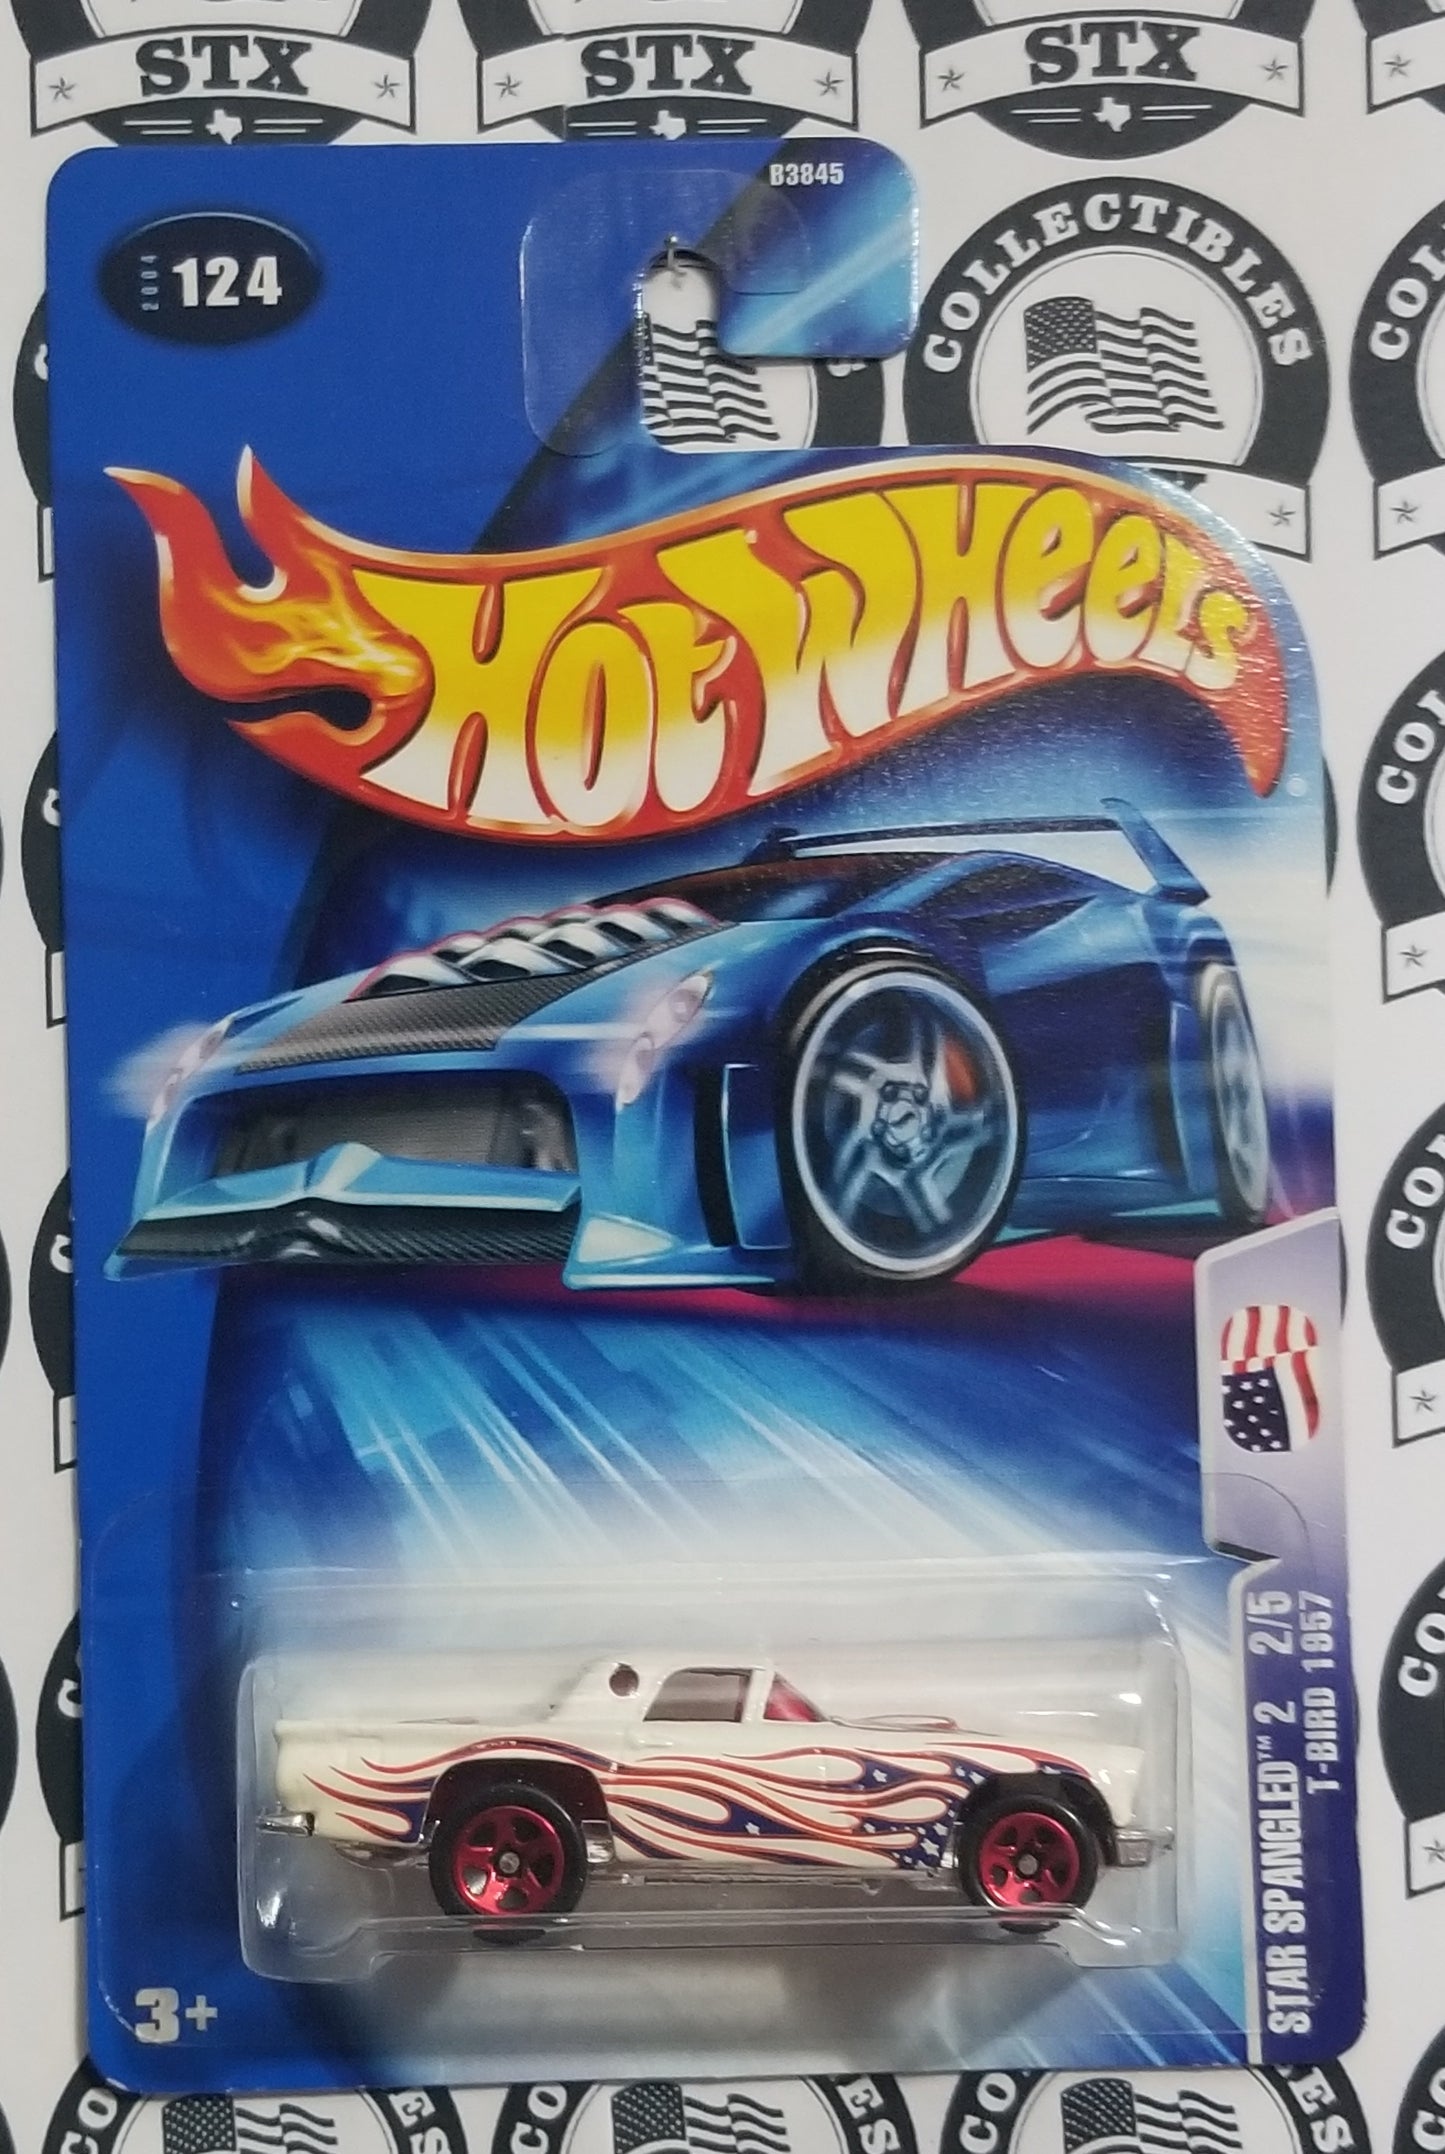 STX
STX
STX
B3845
2004
124
COLLECTIBLES
HOT WHEELS
®
STAR SPANGLED™ 2 2/5
T-BIRD 1957
3+